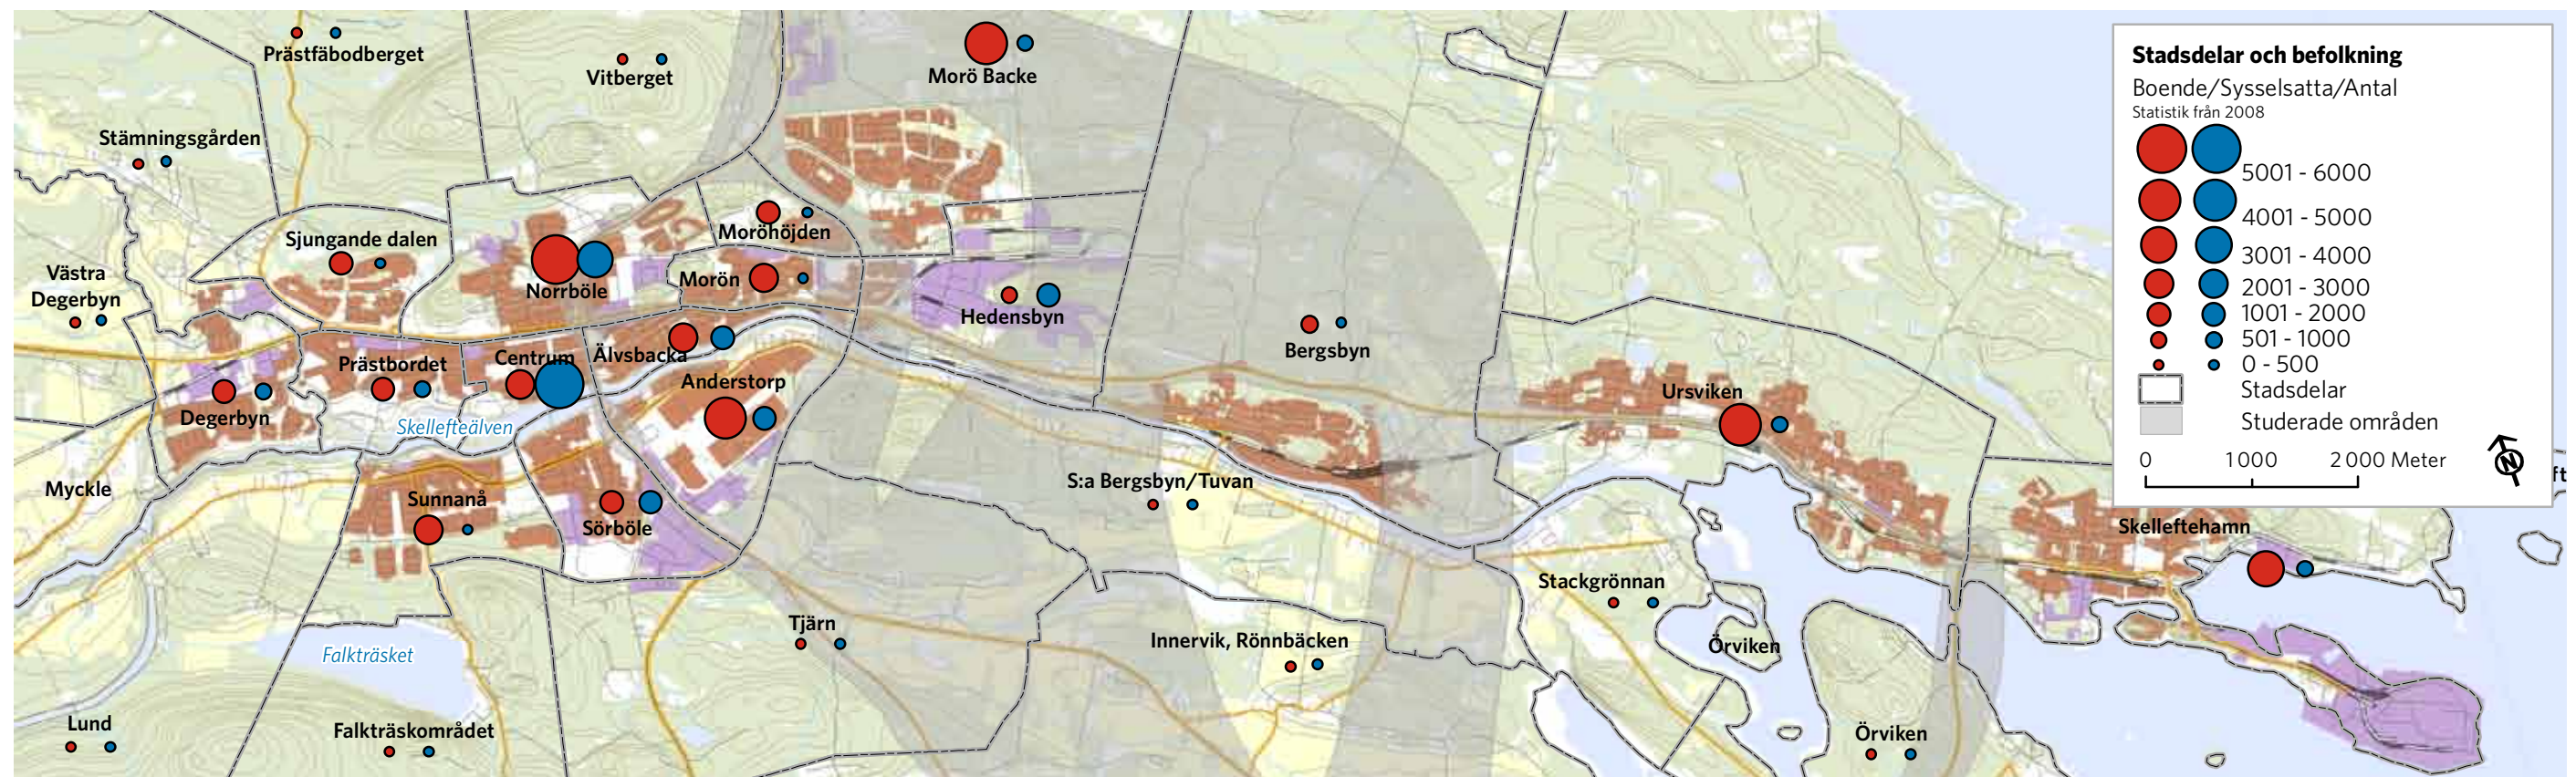 Prästfäbodberget
Vitberget
Morö Backe
Stämningsgården
Sjungande dalen
Västra
Degerbyn
Norrböle
Moröhöjden
Morön
Hedensbyn
Bergsbyn
Prästbordet
Centrum
Älvsbacka
Anderstorp
Degerbyn
Skellefteälven
Ursviken
Myckle
Sunnanå
Sörböle
S:a Bergsbyn/Tuvan
Skelleftehamn
Stackgrönnan
Tjärn
Innervik, Rönnbäcken
Örviken
Falkträsket
Lund
Falkträskområdet
Örviken
Stadsdelar och befolkning
Boende/Sysselsatta/Antal
Statistik från 2008
5001 - 6000
4001 - 5000
3001 - 4000
2001 - 3000
1001 - 2000
501 - 1000
0 - 500
Stadsdelar
Studerade områden
0 1 000 2 000 Meter
N
ft